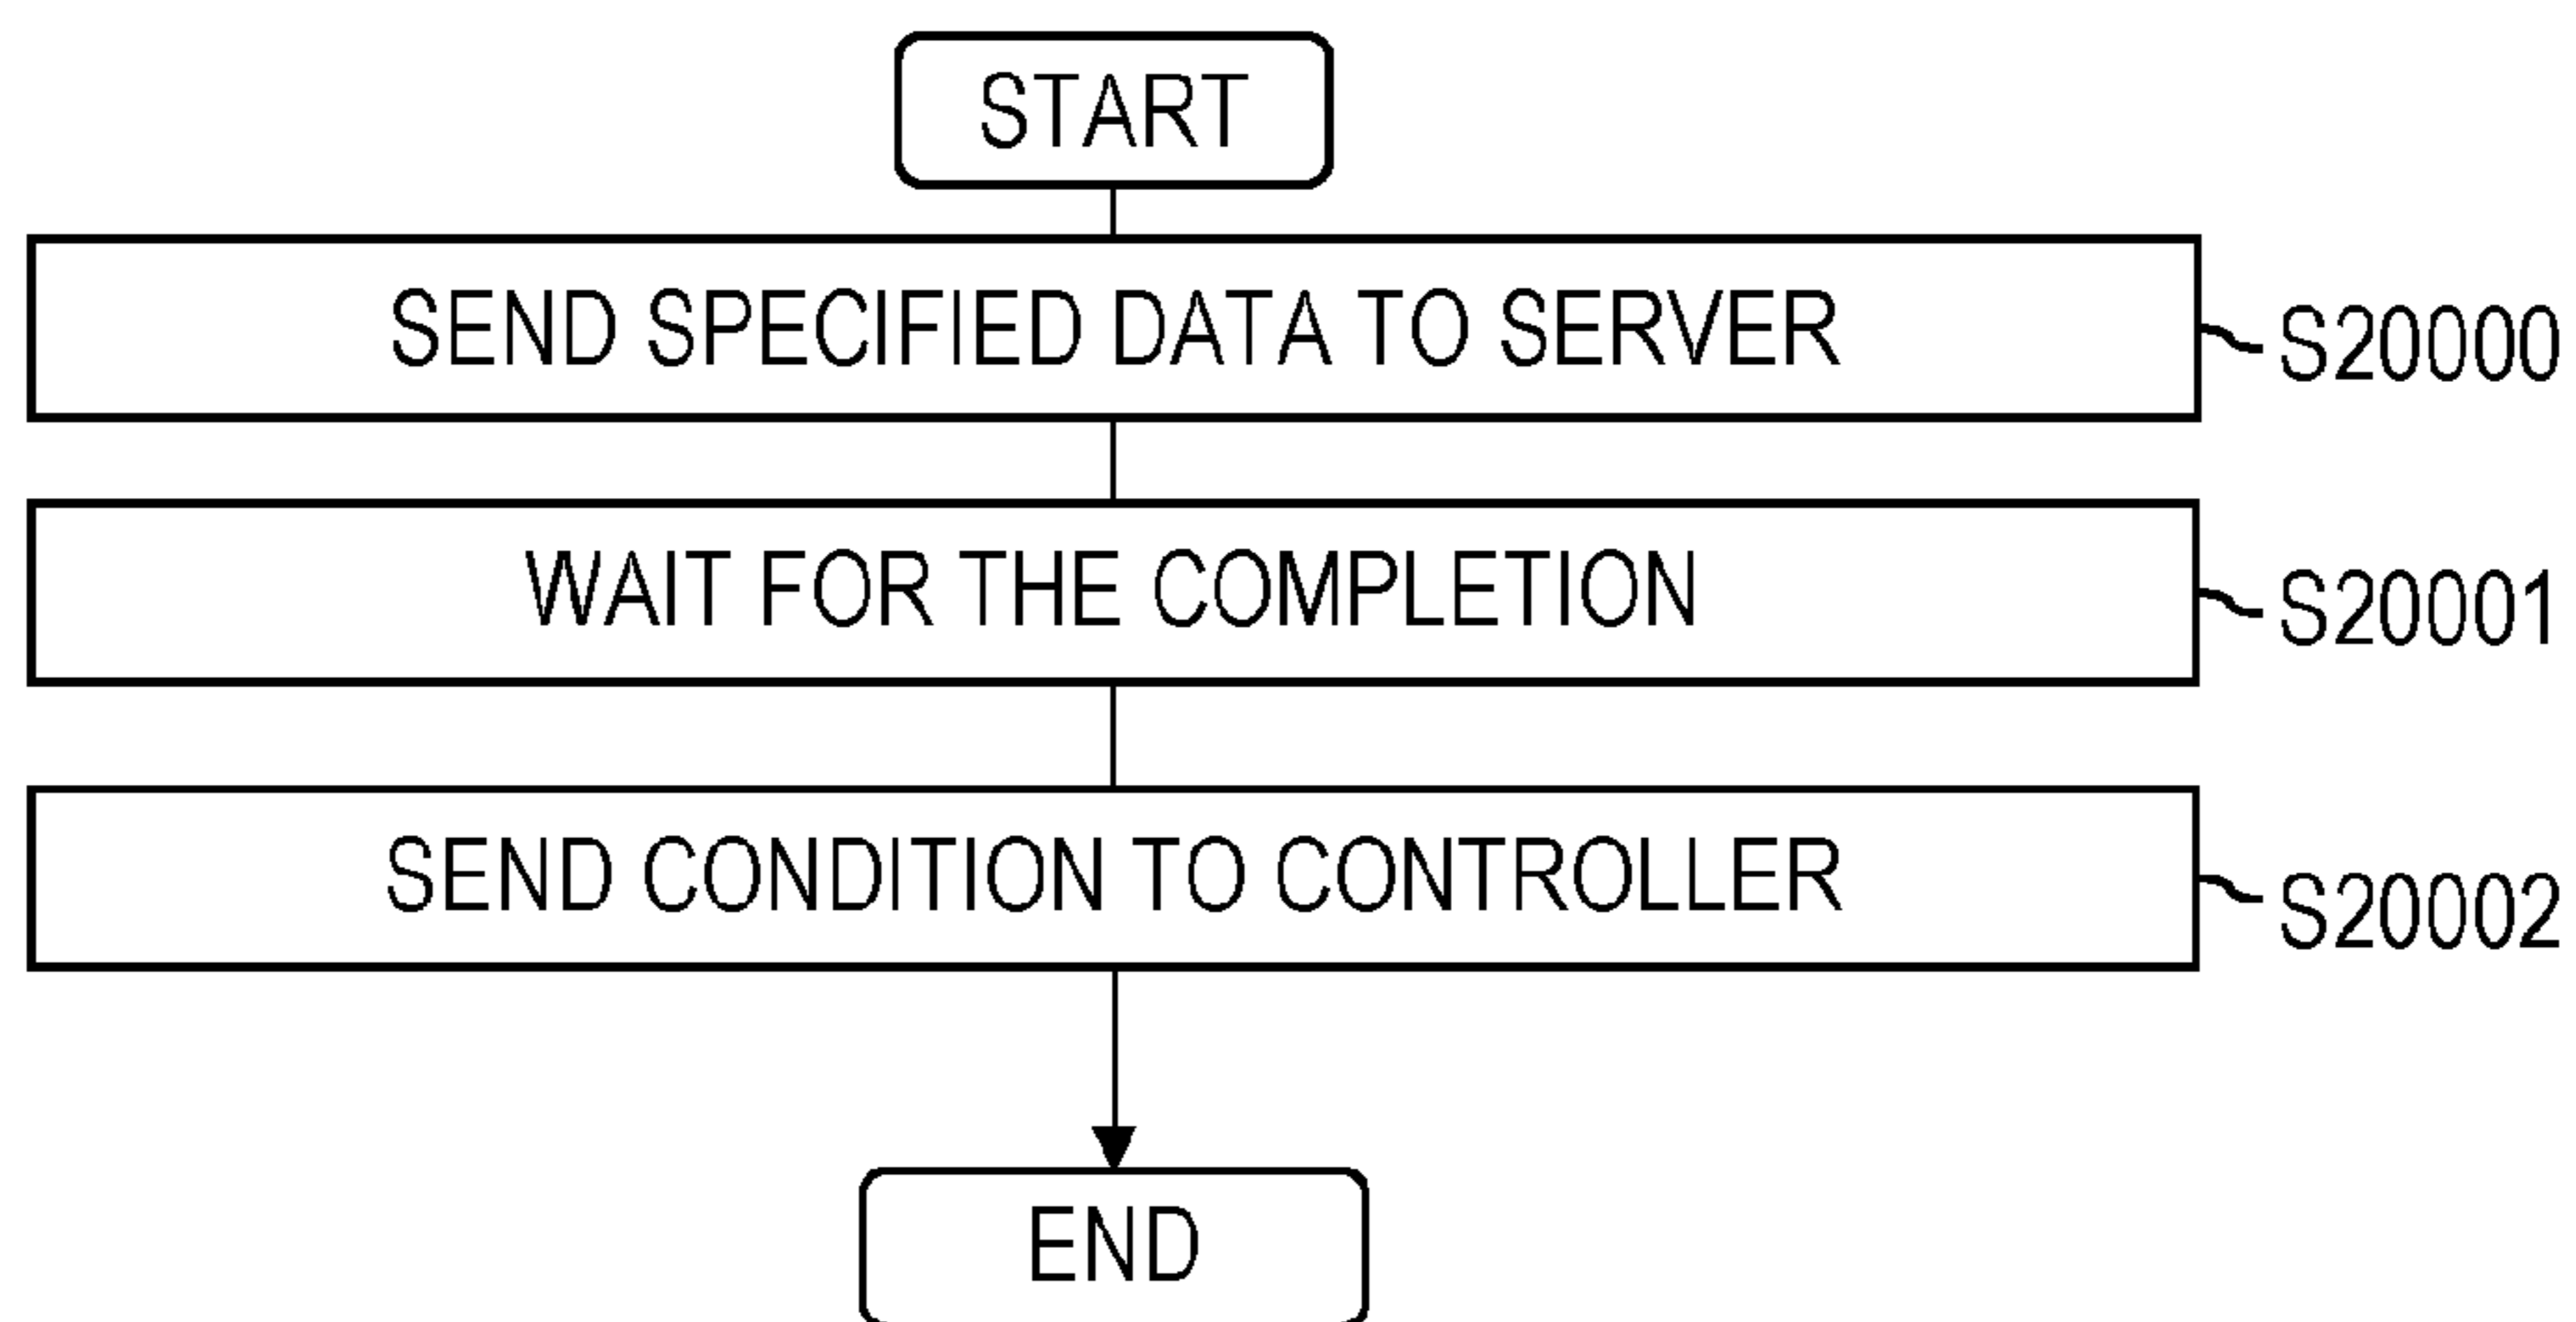 START
SEND SPECIFIED DATA TO SERVER
S20000
WAIT FOR THE COMPLETION
S20001
SEND CONDITION TO CONTROLLER
S20002
END